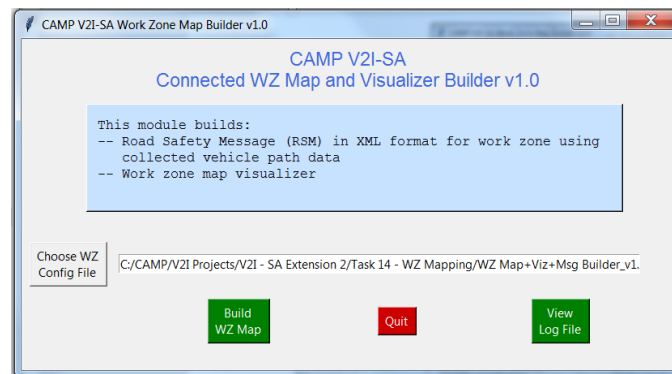 CAMP V2I-SA Work Zone Map Builder v1.0
CAMP V2I-SA
Connected WZ Map and Visualizer Builder v1.0
This module builds:
-- Road Safety Message (RSM) in XML format for work zone using
collected vehicle path data
-- Work zone map visualizer
Choose WZ
Config File
C:/CAMP/V2I Projects/V2I - SA Extension 2/Task 14 - WZ Mapping/WZ Map+Viz+Msg Builder_v1.
Build
WZ Map
Quit
View
Log File